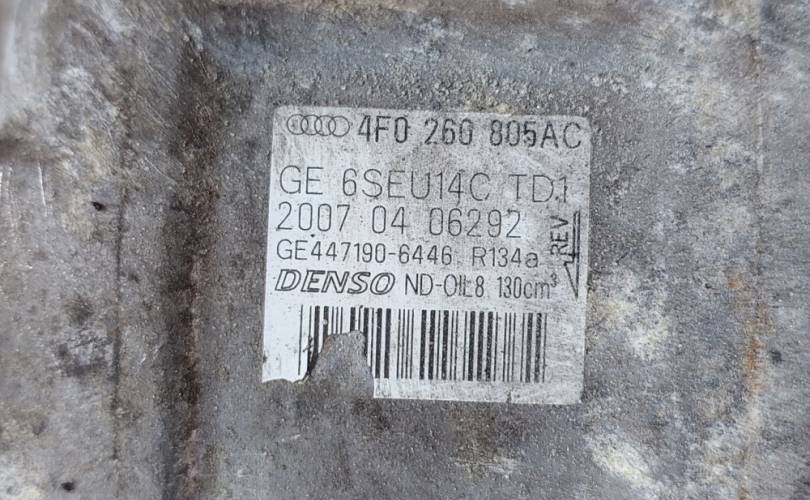 4F0 260 805AC
GE 6SEU14C TD1
2007 04 06292
REV
GE447190-6446 R134a
DENSO ND-OIL8 130cm³